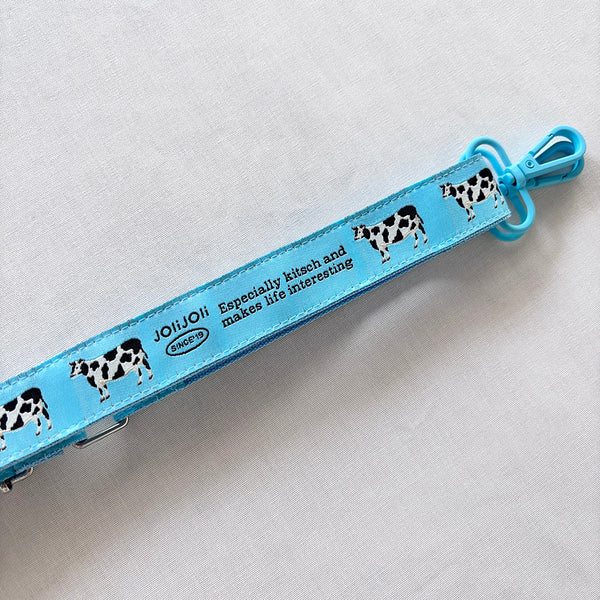 JOliJOli
SINCE'19
Especially kitsch and
makes life interesting